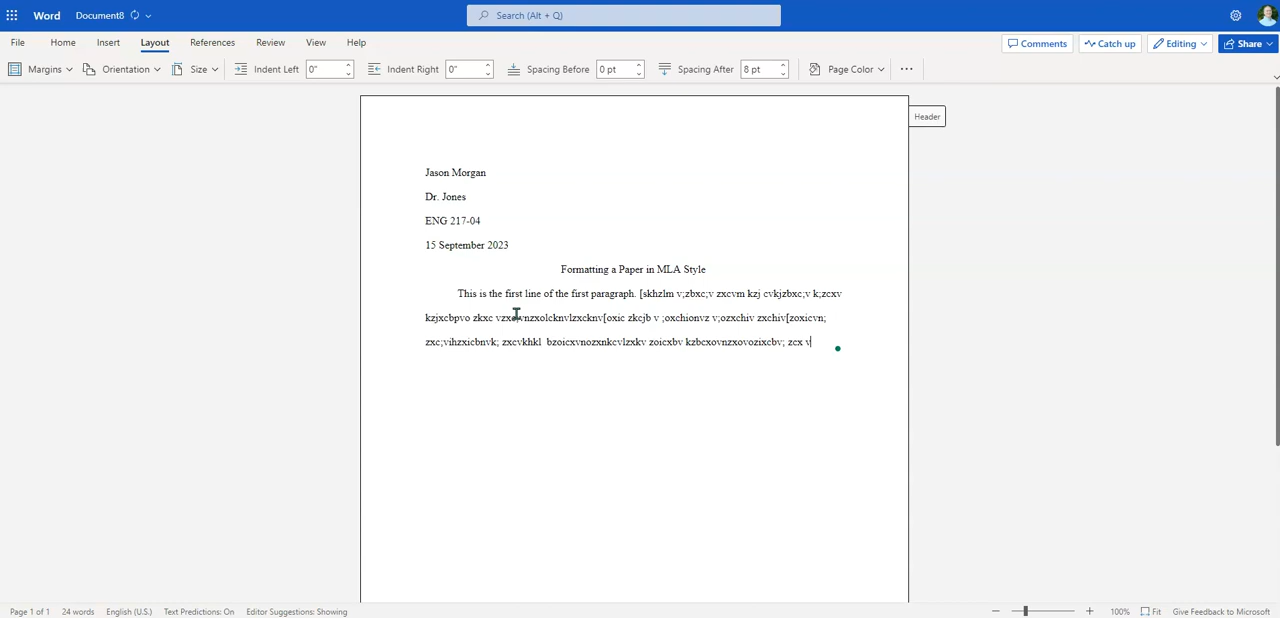 Word Document8 Search (Alt + Q)
File Home Insert Layout References Review View Help Comments Catch up Editing Share
Margins Orientation Size Indent Left 0" Indent Right 0" Spacing Before 0 pt Spacing After 8 pt Page Color ...
Header
Jason Morgan
Dr. Jones
ENG 217-04
15 September 2023
Formatting a Paper in MLA Style
This is the first line of the first paragraph. [skhzlm v;zbxc;v zxcvm kzj cvkjzbxc;v k;zcxv
kzjxcbpvo zkxc zkcjb v ;oxchionvz v;ozxchiv zxchiv[zoxicvn;
zxc;vihzxicbnvk; zxcvkhkl bzoicxvnozxnkcvlzxkv zoicxbv kzbcxovnzxovozixcbv; zcx v
Page 1 of 1 24 words English (U.S.) Text Predictions: On Editor Suggestions: Showing 100% Fit Give Feedback to Microsoft